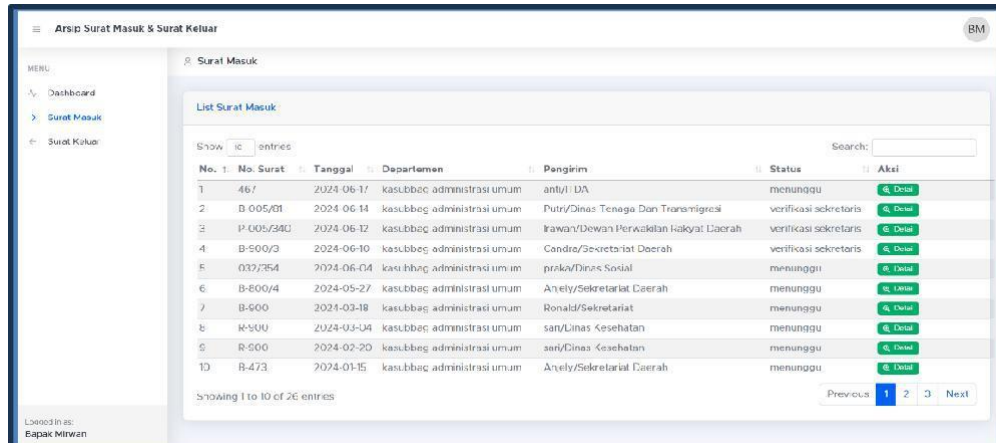 Arsip Surat Masuk & Surat Keluar
BM
MENU
Dashboard
Surat Masuk
Surat Keluar
Surat Masuk
List Surat Masuk
Show 10 entries Search:
No. No. Surat Tanggal Departemen Pengirim Status Aksi
1 467 2024-06-17 kasubbag administrasi umum menunggu Detail
2 B-005/81 2024-06-14 kasubbag administrasi umum Putri/Dinas Tenaga Dan Transmigrasi verifikasi sekretaris Detail
3 P-005/340 2024-06-12 kasubbag administrasi umum Irawan/Dewan Perwakilan Rakyat Daerah verifikasi sekretaris Detail
4 B-900/3 2024-06-10 kasubbag administrasi umum Candra/Sekretariat Daerah verifikasi sekretaris Detail
5 032/354 2024-06-04 kasubbag administrasi umum praka/Dinas Sosial menunggu Detail
6 B-800/4 2024-05-27 kasubbag administrasi umum Anjely/Sekretariat Daerah menunggu Detail
7 B-900 2024-03-18 kasubbag administrasi umum Ronald/Sekretariat menunggu Detail
8 R-900 2024-03-04 kasubbag administrasi umum sari/Dinas Kesehatan menunggu Detail
9 R-900 2024-02-20 kasubbag administrasi umum sari/Dinas Kesehatan menunggu Detail
10 B-473 2024-01-15 kasubbag administrasi umum Anjely/Sekretariat Daerah menunggu Detail
Showing 1 to 10 of 26 entries Previous 1 2 3 Next
Logged in as:
Bapak Mirwan